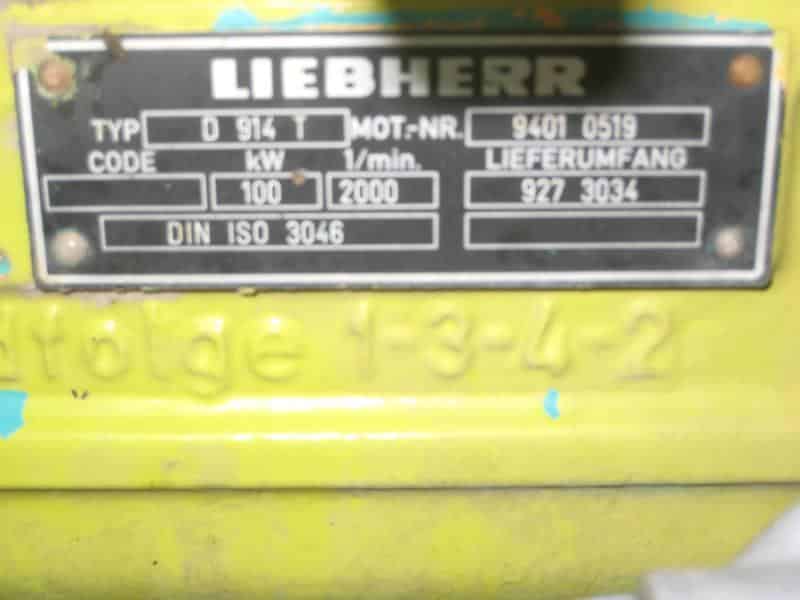 LIEBHERR
TYP D 914 T MOT.-NR. 9401 0519
CODE kW 1/min. LIEFERUMFANG
100 2000 927 3034
DIN ISO 3046
dfolge 1-3-4-2